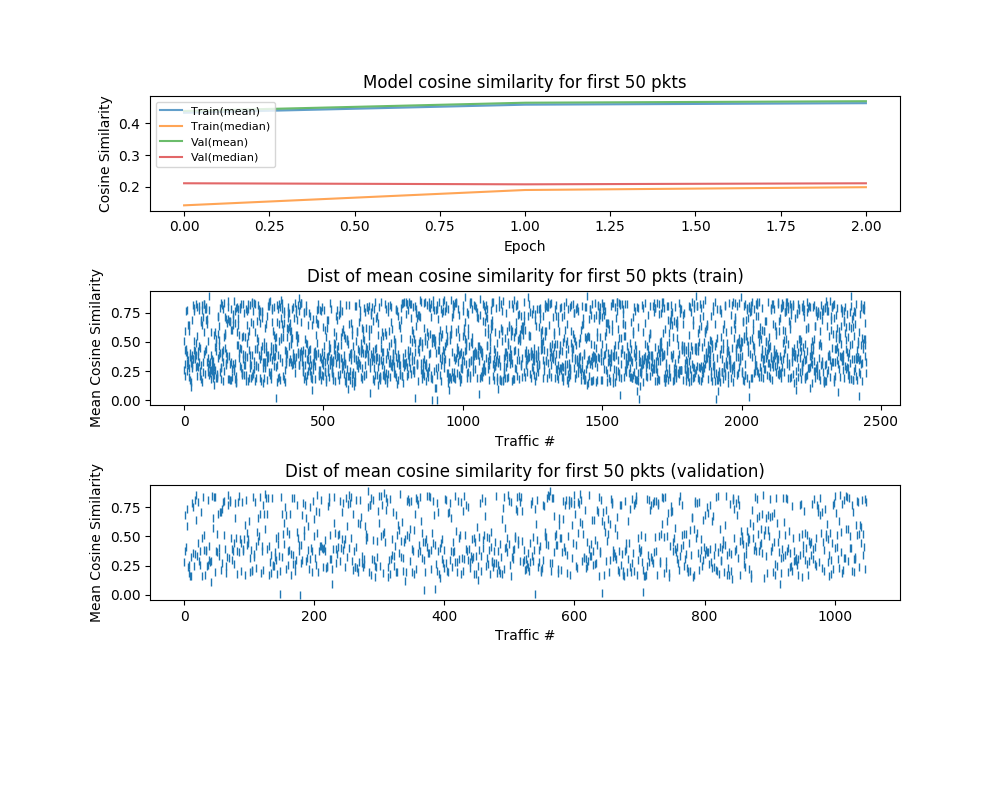 Model cosine similarity for first 50 pkts
Cosine Similarity
0.4
0.3
0.2
Train(mean)
Train(median)
Val(mean)
Val(median)
0.00 0.25 0.50 0.75 1.00 1.25 1.50 1.75 2.00
Epoch
Dist of mean cosine similarity for first 50 pkts (train)
Mean Cosine Similarity
0.75
0.50
0.25
0.00
0 500 1000 1500 2000 2500
Traffic #
Dist of mean cosine similarity for first 50 pkts (validation)
Mean Cosine Similarity
0.75
0.50
0.25
0.00
0 200 400 600 800 1000
Traffic #